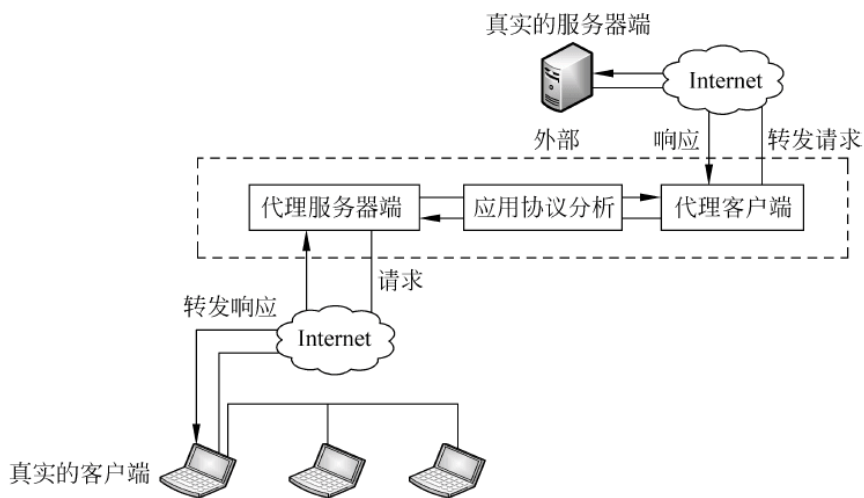 真实的服务器端
Internet
外部
响应
转发请求
代理服务器端
应用协议分析
代理客户端
请求
转发响应
Internet
真实的客户端